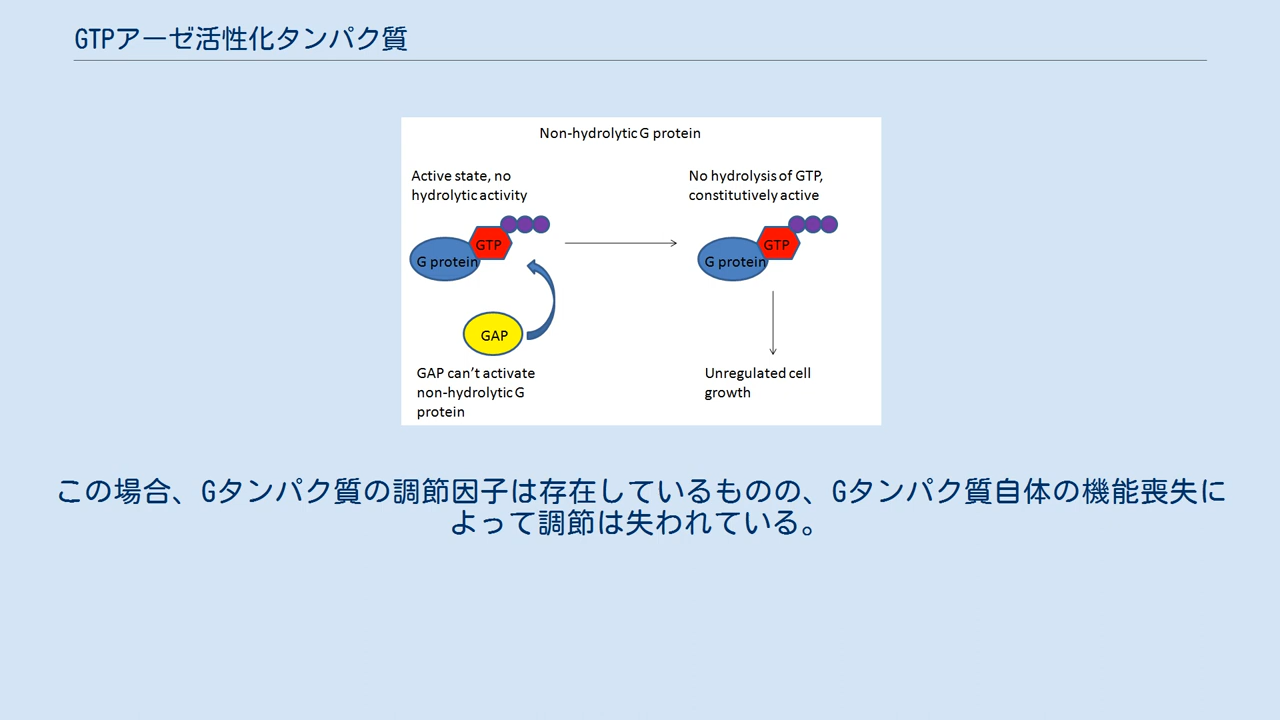 GTPアーゼ活性化タンパク質
Non-hydrolytic G protein
Active state, no
hydrolytic activity
GTP
G protein
GAP
GAP can't activate
non-hydrolytic G
protein
No hydrolysis of GTP,
constitutively active
GTP
G protein
Unregulated cell
growth
この場合、Gタンパク質の調節因子は存在しているものの、Gタンパク質自体の機能喪失に
よって調節は失われている。